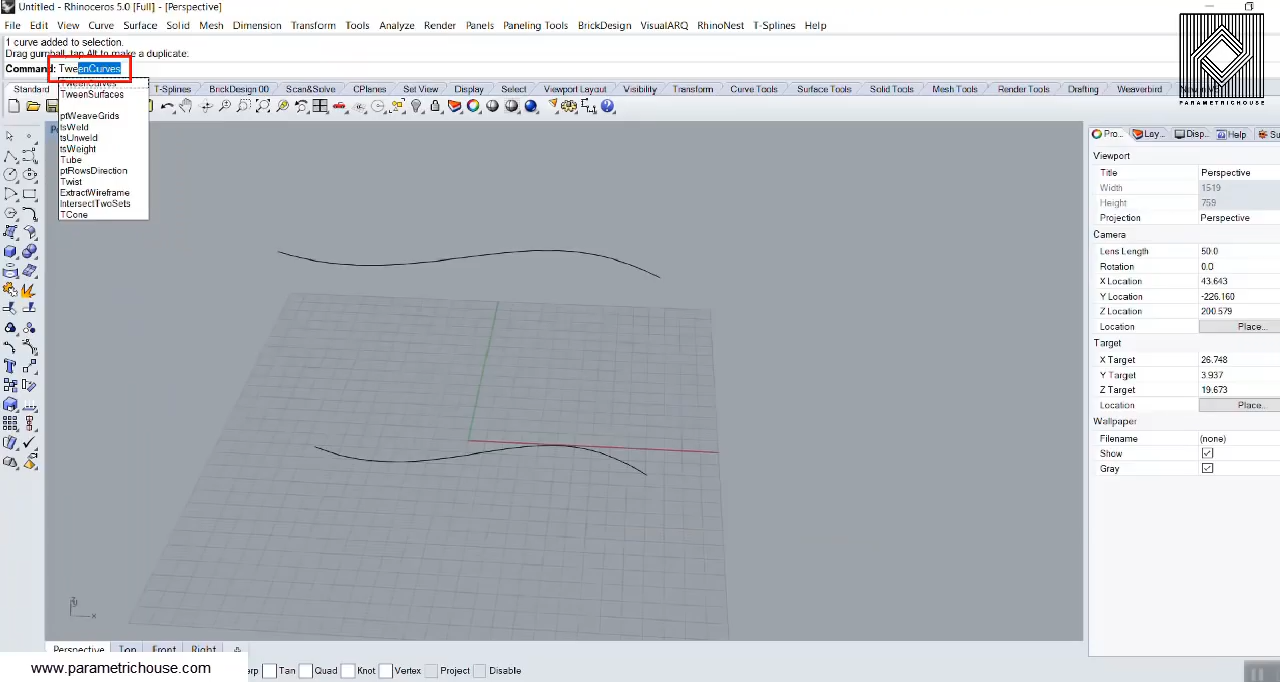 Untitled - Rhinoceros 5.0 [Full] - [Perspective]
File Edit View Curve Surface Solid Mesh Dimension Transform Tools Analyze Render Panels Paneling Tools BrickDesign VisualARQ RhinoNest T-Splines Help
1 curve added to selection.
Drag gumball, tap Alt to make a duplicate:
Command: TweenCurves
TweenCurves
TweenSurfaces
ptWeaveGrids
tsWeld
tsUnweld
tsWeight
Tube
ptRowsDirection
Twist
ExtractWireframe
IntersectTwoSets
TCone
Standard T-Splines BrickDesign 00 Scan&Solve CPlanes Set View Display Select Viewport Layout Visibility Transform Curve Tools Surface Tools Solid Tools Mesh Tools Render Tools Drafting Weaverbird
PARAMETRICHOUSE
Pro... Lay... Disp... Help Su
Viewport
Title Perspective
Width 1519
Height 759
Projection Perspective
Camera
Lens Length 50.0
Rotation 0.0
X Location 43.643
Y Location -226.160
Z Location 200.579
Location Place...
Target
X Target 26.748
Y Target 3.937
Z Target 19.673
Location Place...
Wallpaper
Filename (none)
Show
Gray
x
Perspective Top Front Right
www.parametrichouse.com
erp Tan Quad Knot Vertex Project Disable